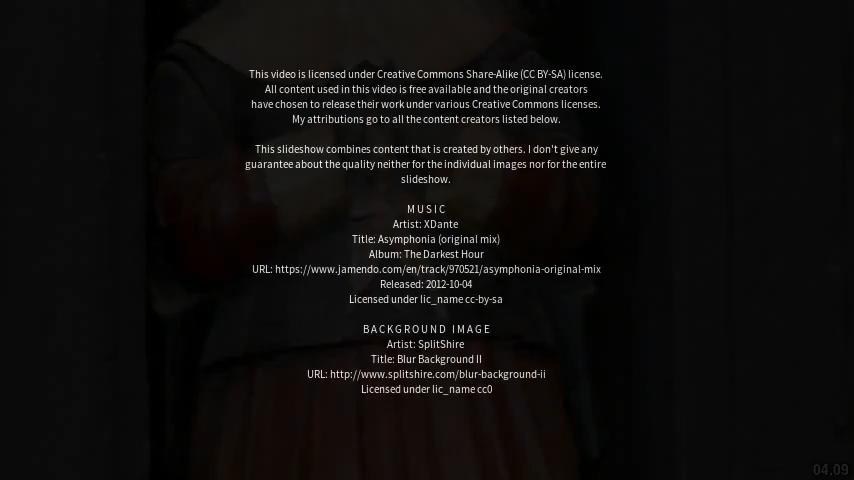 This video is licensed under Creative Commons Share-Alike (CC BY-SA) license.
All content used in this video is free available and the original creators
have chosen to release their work under various Creative Commons licenses.
My attributions go to all the content creators listed below.
This slideshow combines content that is created by others. I don't give any
guarantee about the quality neither for the individual images nor for the entire
slideshow.
MUSIC
Artist: XDante
Title: Asymphonia (original mix)
Album: The Darkest Hour
URL: https://www.jamendo.com/en/track/970521/asymphonia-original-mix
Released: 2012-10-04
Licensed under lic_name cc-by-sa
BACKGROUND IMAGE
Artist: SplitShire
Title: Blur Background II
URL: http://www.splitshire.com/blur-background-ii
Licensed under lic_name cc0
04.09